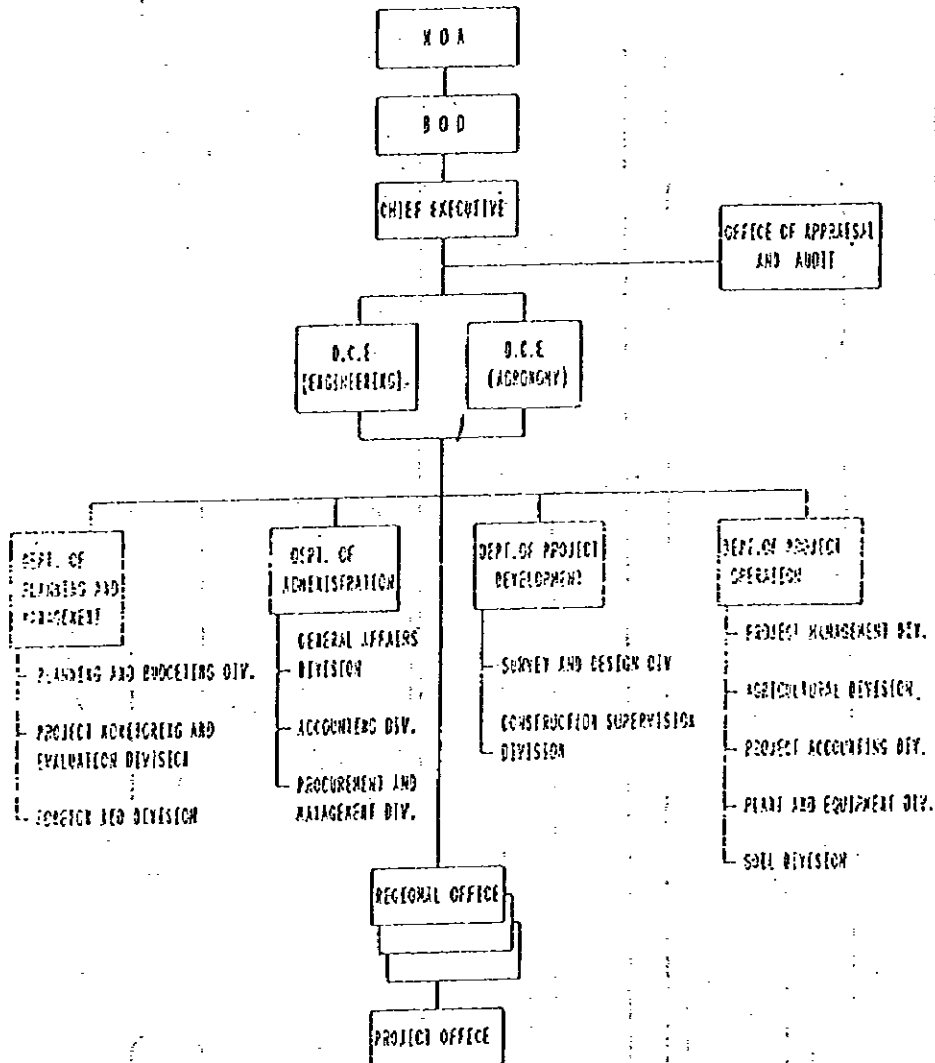 M O A
B O D
CHIEF EXECUTIVE
OFFICE OF APPRAISAL
AND AUDIT
D.C.E
(ENGINEERING)
D.C.E
(AGRONOMY)
DEPT. OF
PLANNING AND
MANAGEMENT
PLANNING AND BUDGETING DIV.
PROJECT MONITORING AND
EVALUATION DIVISION
FOREIGN AID DIVISION
DEPT. OF
ADMINISTRATION
GENERAL AFFAIRS
DIVISION
ACCOUNTING DIV.
PROCUREMENT AND
MANAGEMENT DIV.
DEPT. OF PROJECT
DEVELOPMENT
SURVEY AND DESIGN DIV
CONSTRUCTION SUPERVISION
DIVISION
DEPT. OF PROJECT
OPERATION
PROJECT MANAGEMENT DIV.
AGRICULTURAL DIVISION
PROJECT ACCOUNTING DIV.
PLANT AND EQUIPMENT DIV.
SOIL DIVISION
REGIONAL OFFICE
PROJECT OFFICE